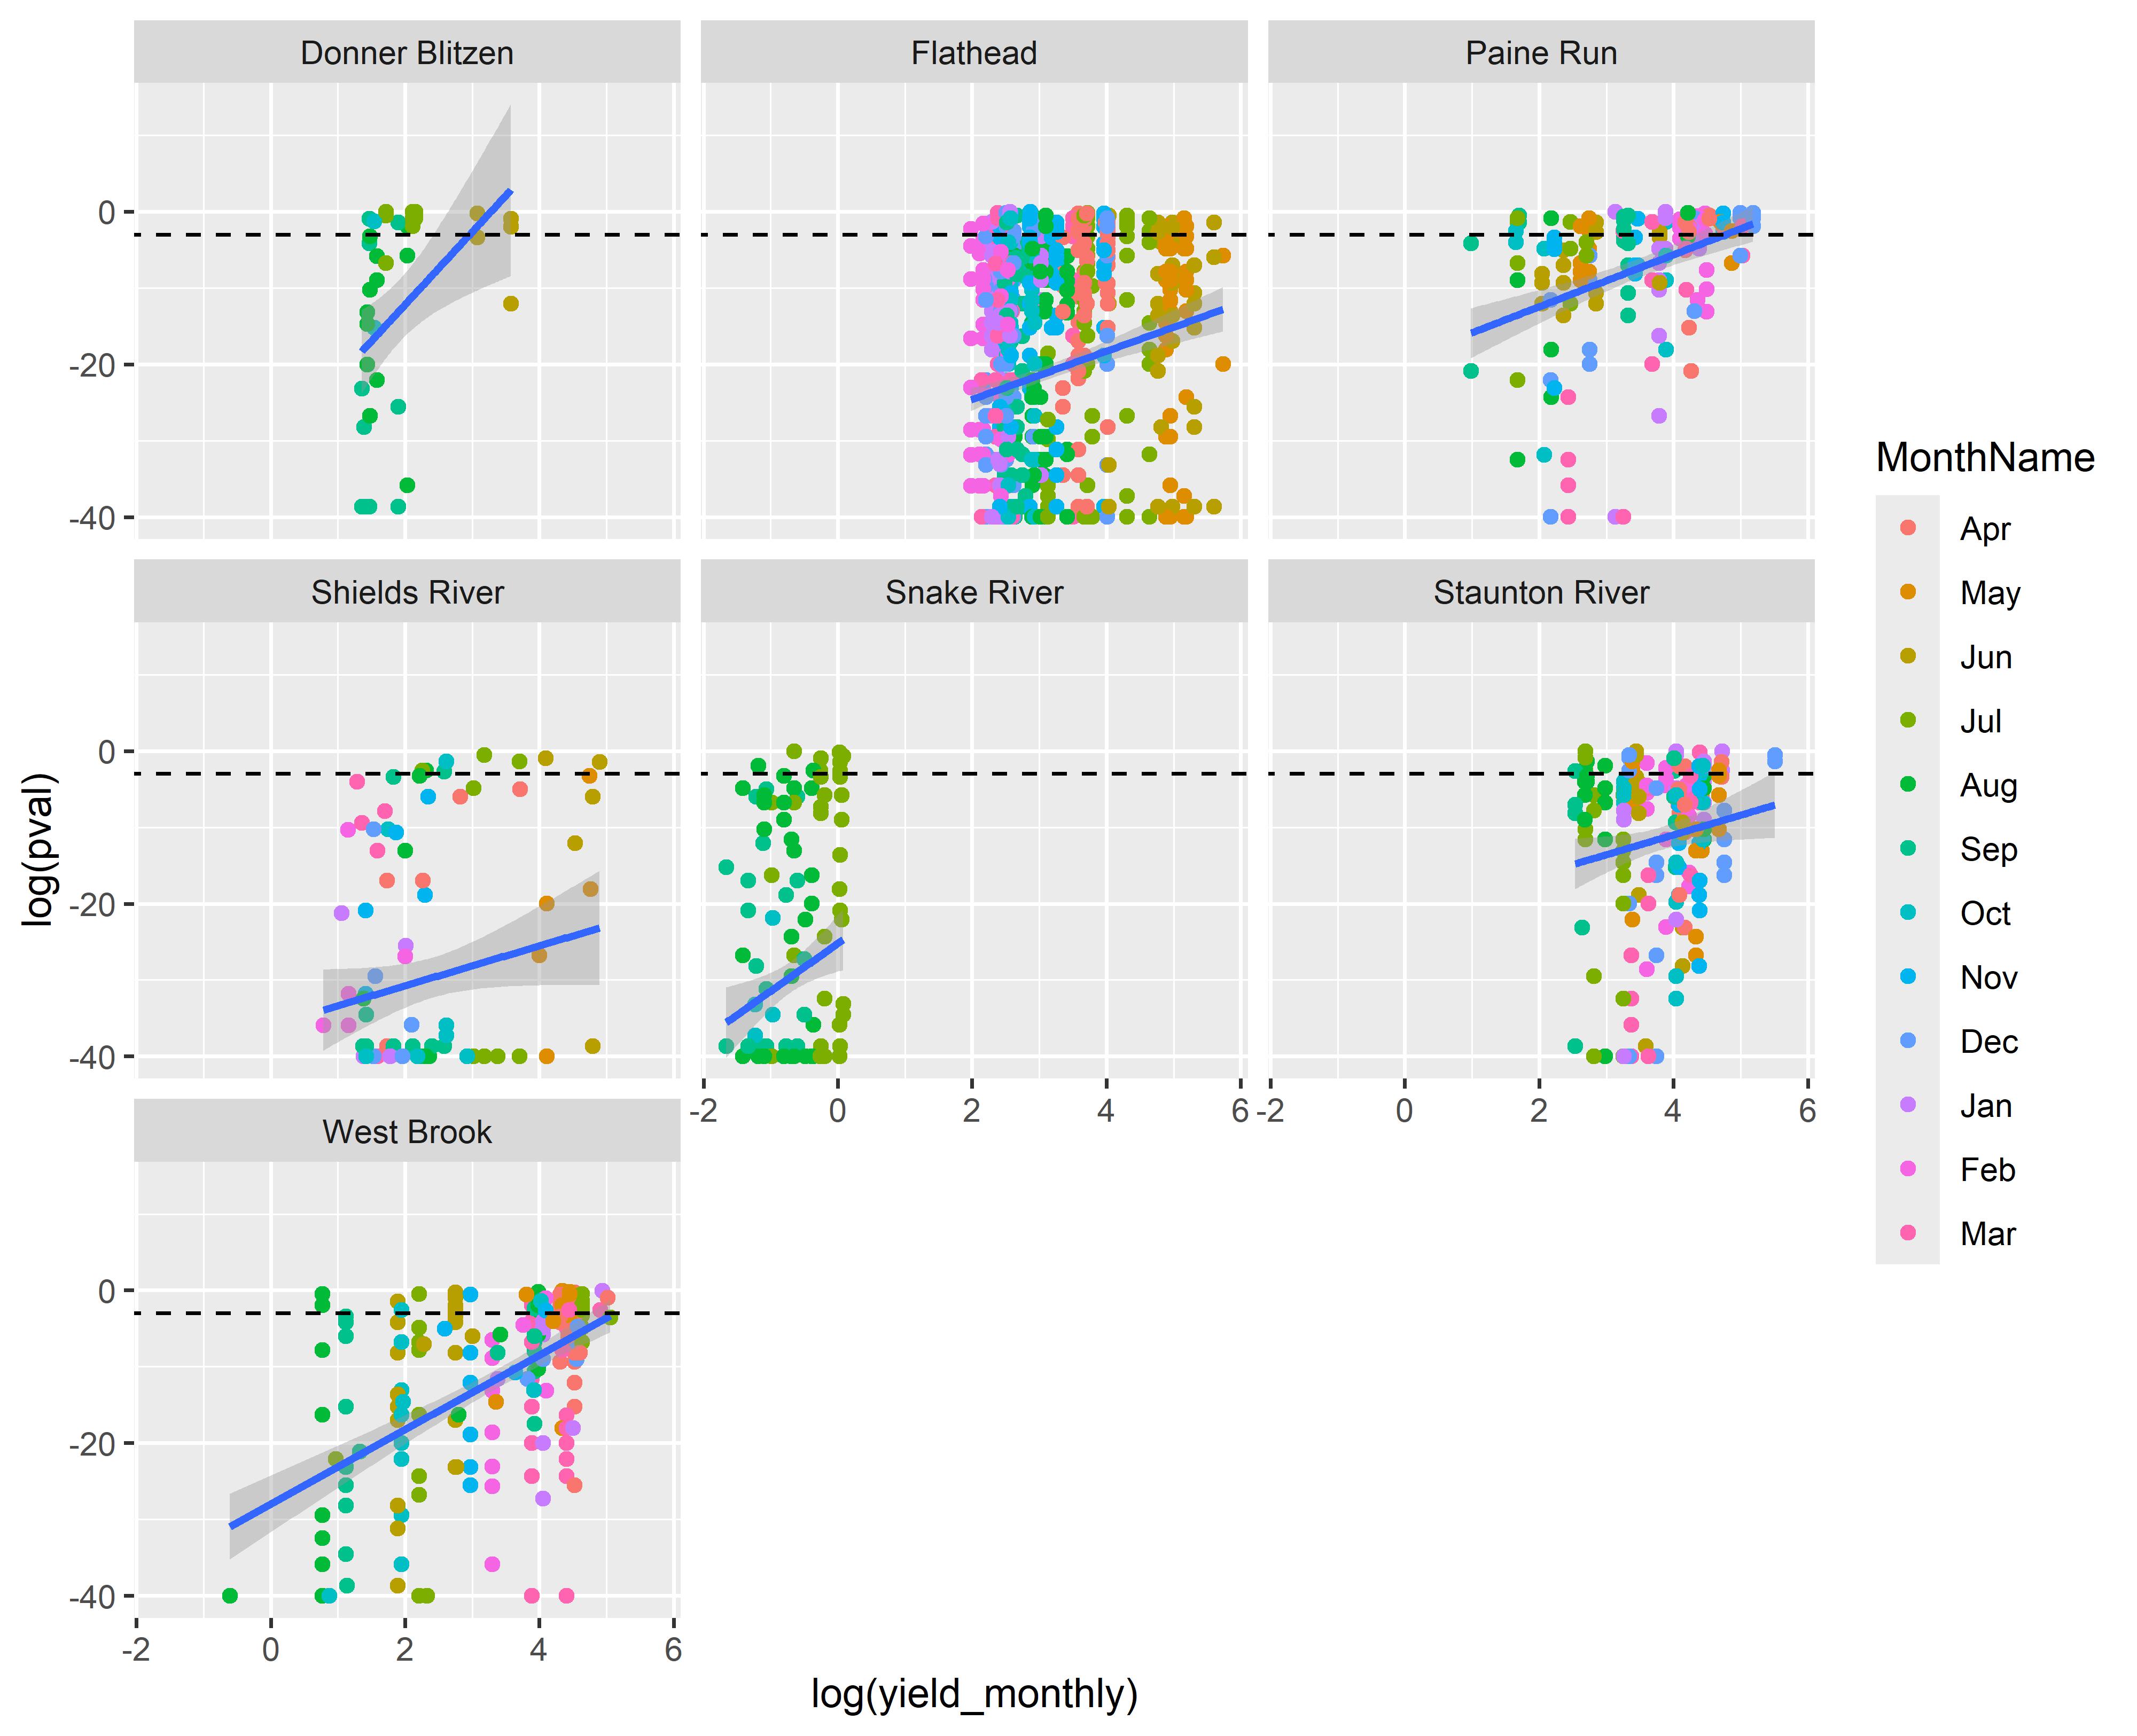 Donner Blitzen
Flathead
Paine Run
0
-20
-40
Shields River
Snake River
Staunton River
0
-20
-40
-2 0 2 4 6
-2 0 2 4 6
West Brook
0
-20
-40
-2 0 2 4 6
log(yield_monthly)
log(pval)
MonthName
Apr
May
Jun
Jul
Aug
Sep
Oct
Nov
Dec
Jan
Feb
Mar